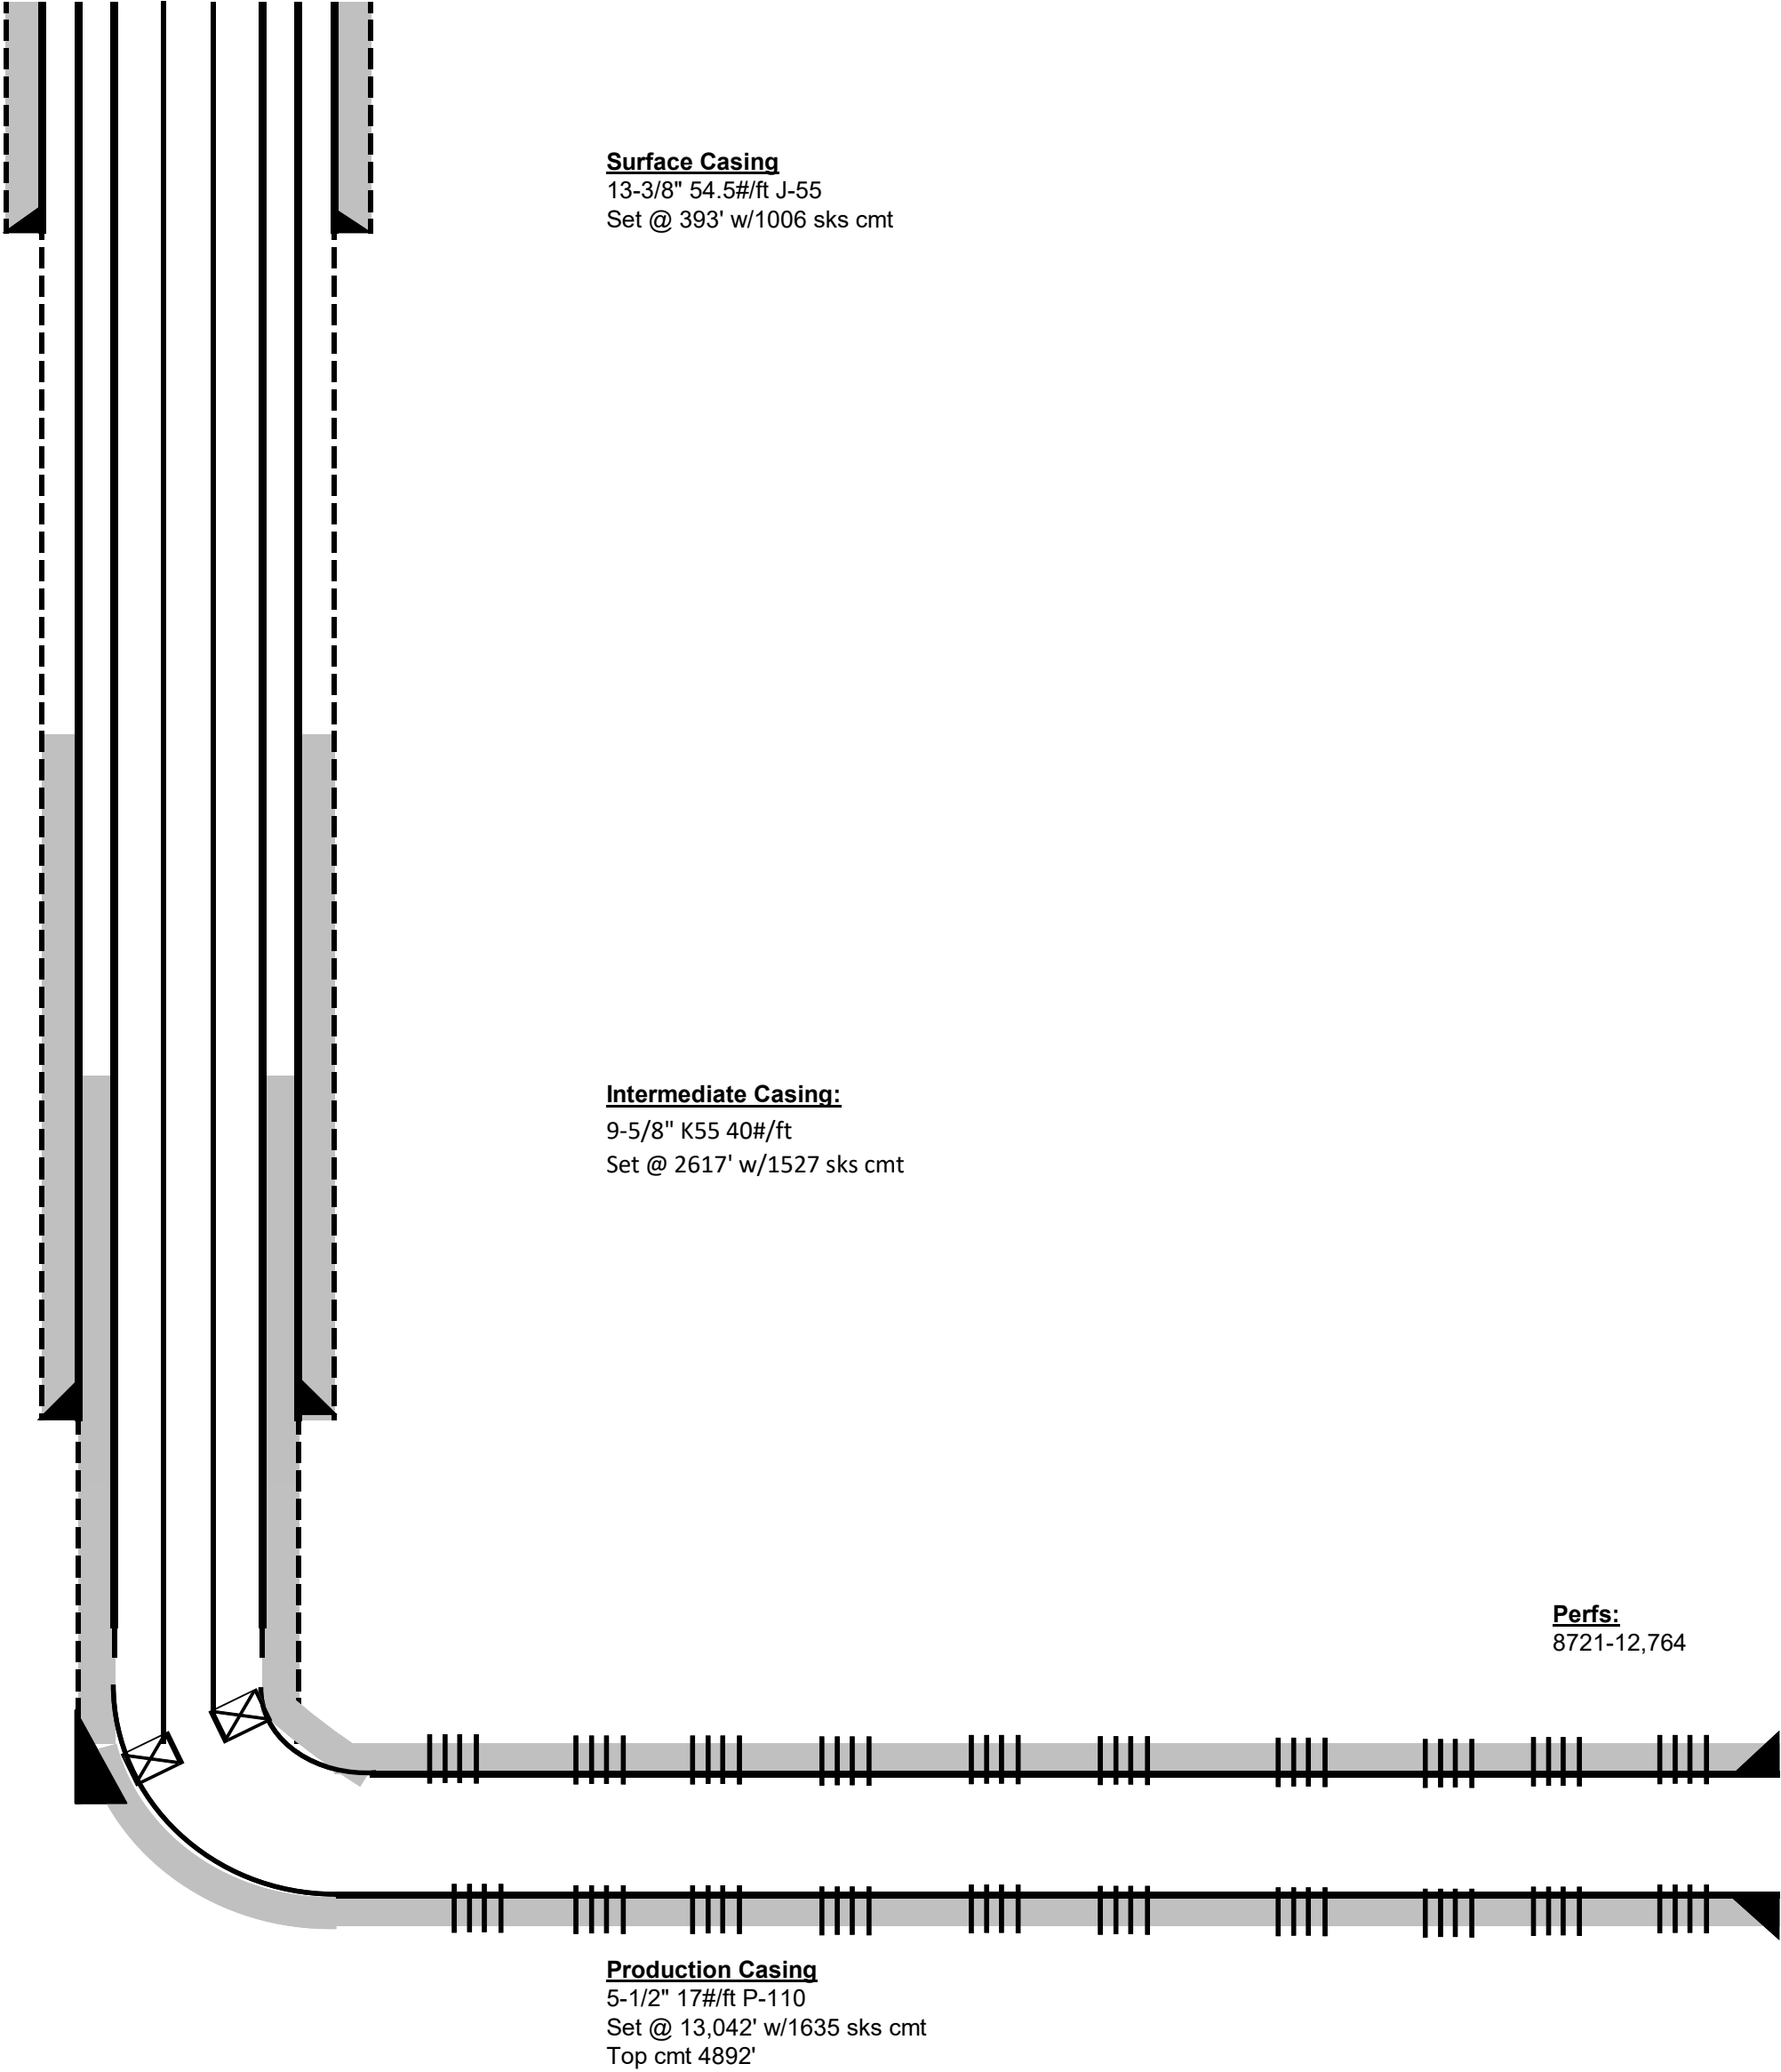 Surface Casing
13-3/8" 54.5#/ft J-55
Set @ 393' w/1006 sks cmt
Intermediate Casing:
9-5/8" K55 40#/ft
Set @ 2617' w/1527 sks cmt
Perfs:
8721-12,764
Production Casing
5-1/2" 17#/ft P-110
Set @ 13,042' w/1635 sks cmt
Top cmt 4892'